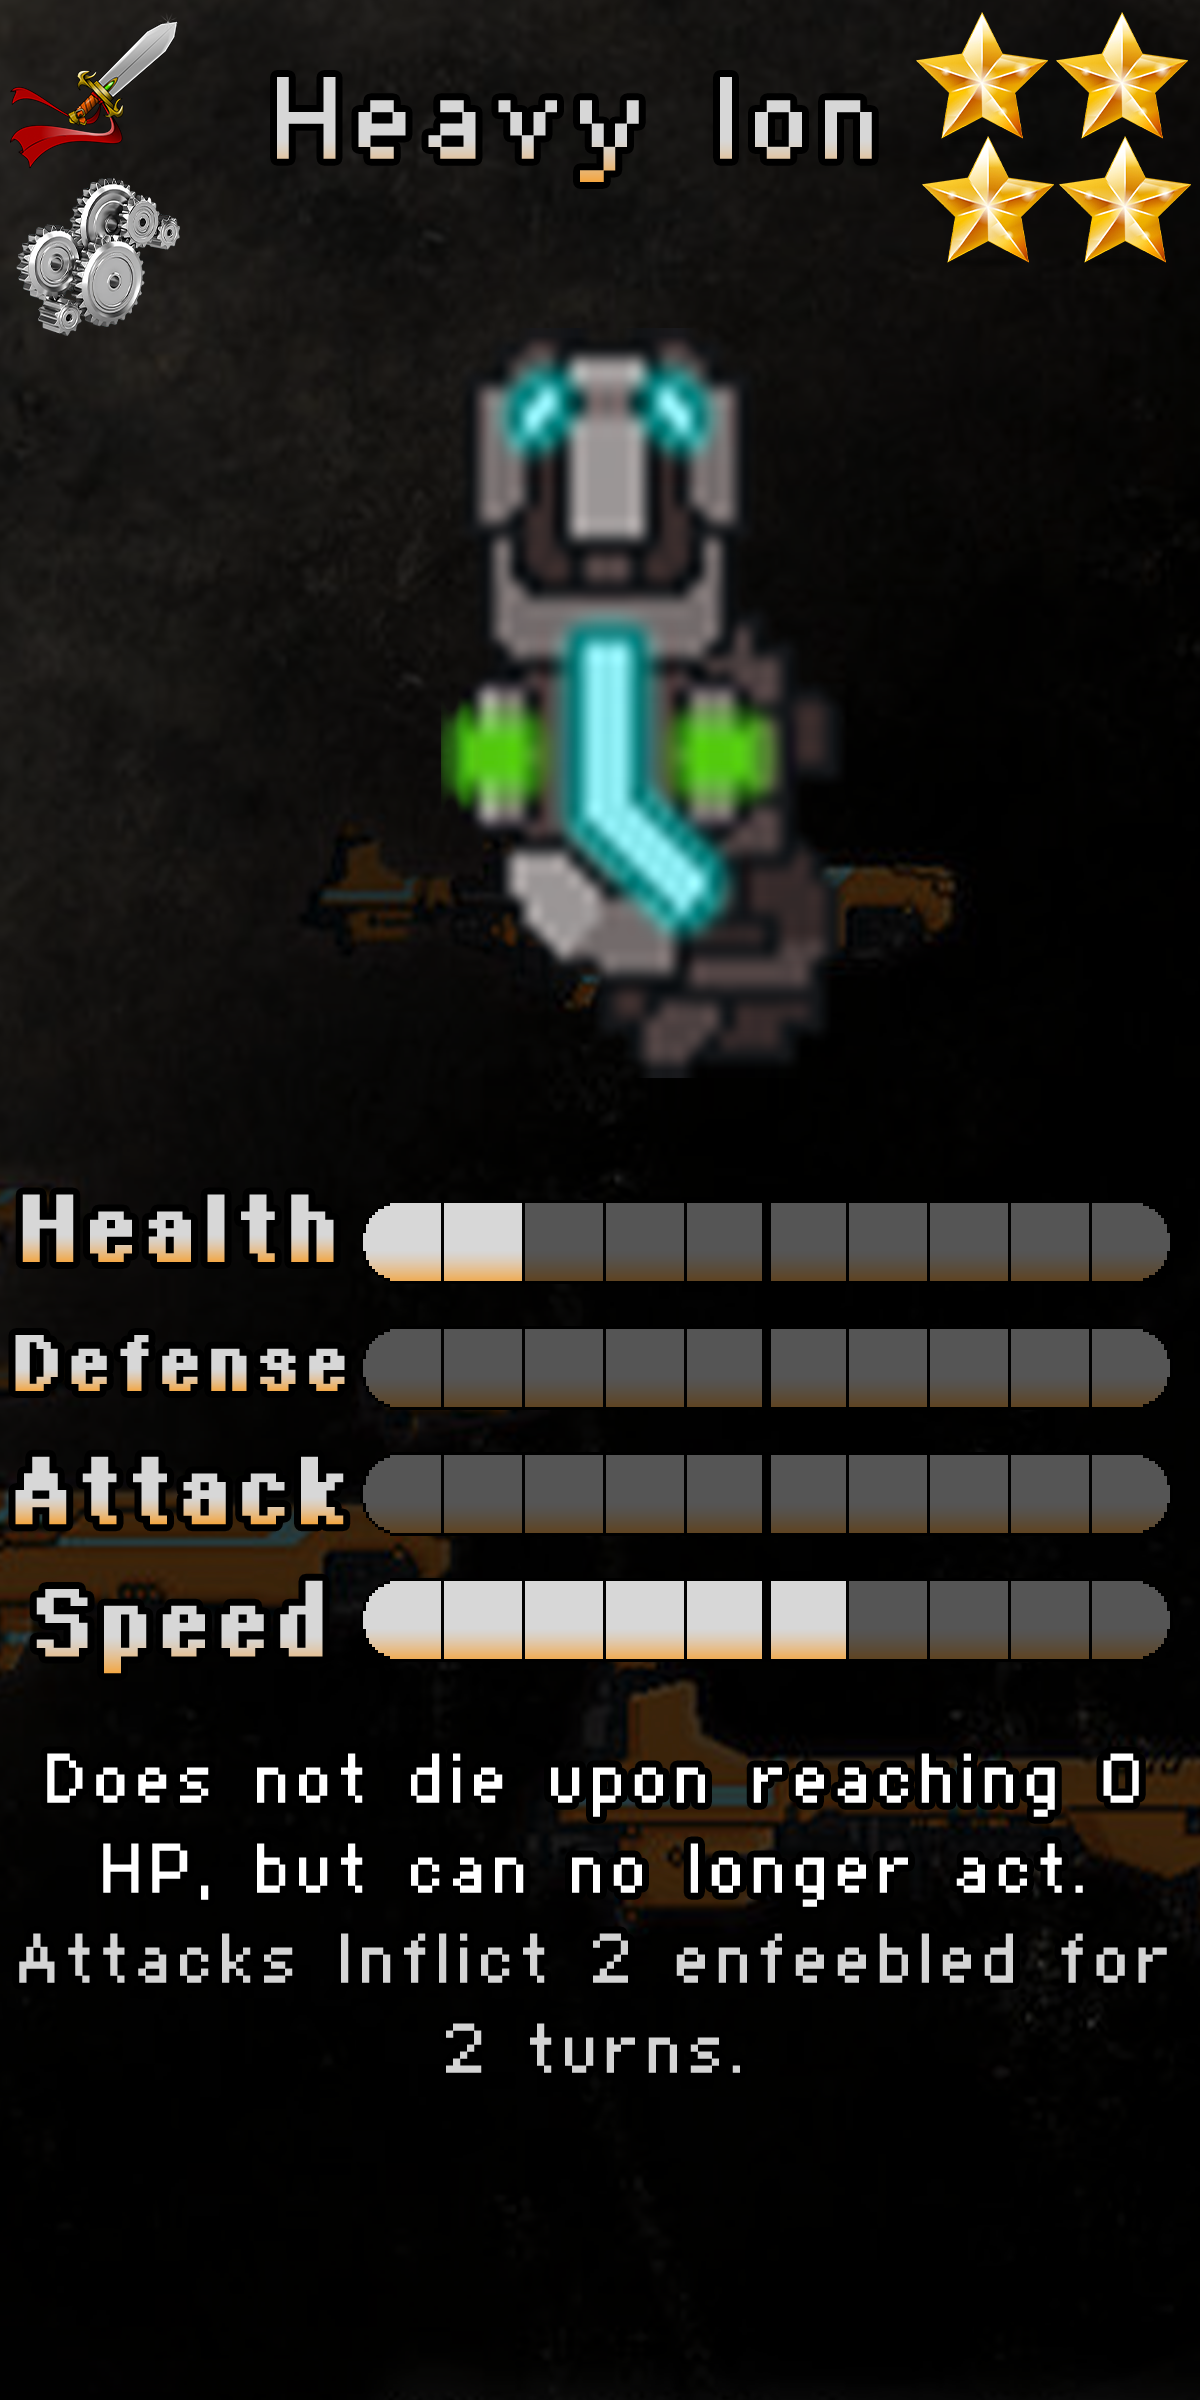 Heavy Ion
Health
Defense
Attack
Speed
Does not die upon reaching 0
HP, but can no longer act.
Attacks Inflict 2 enfeebled for
2 turns.